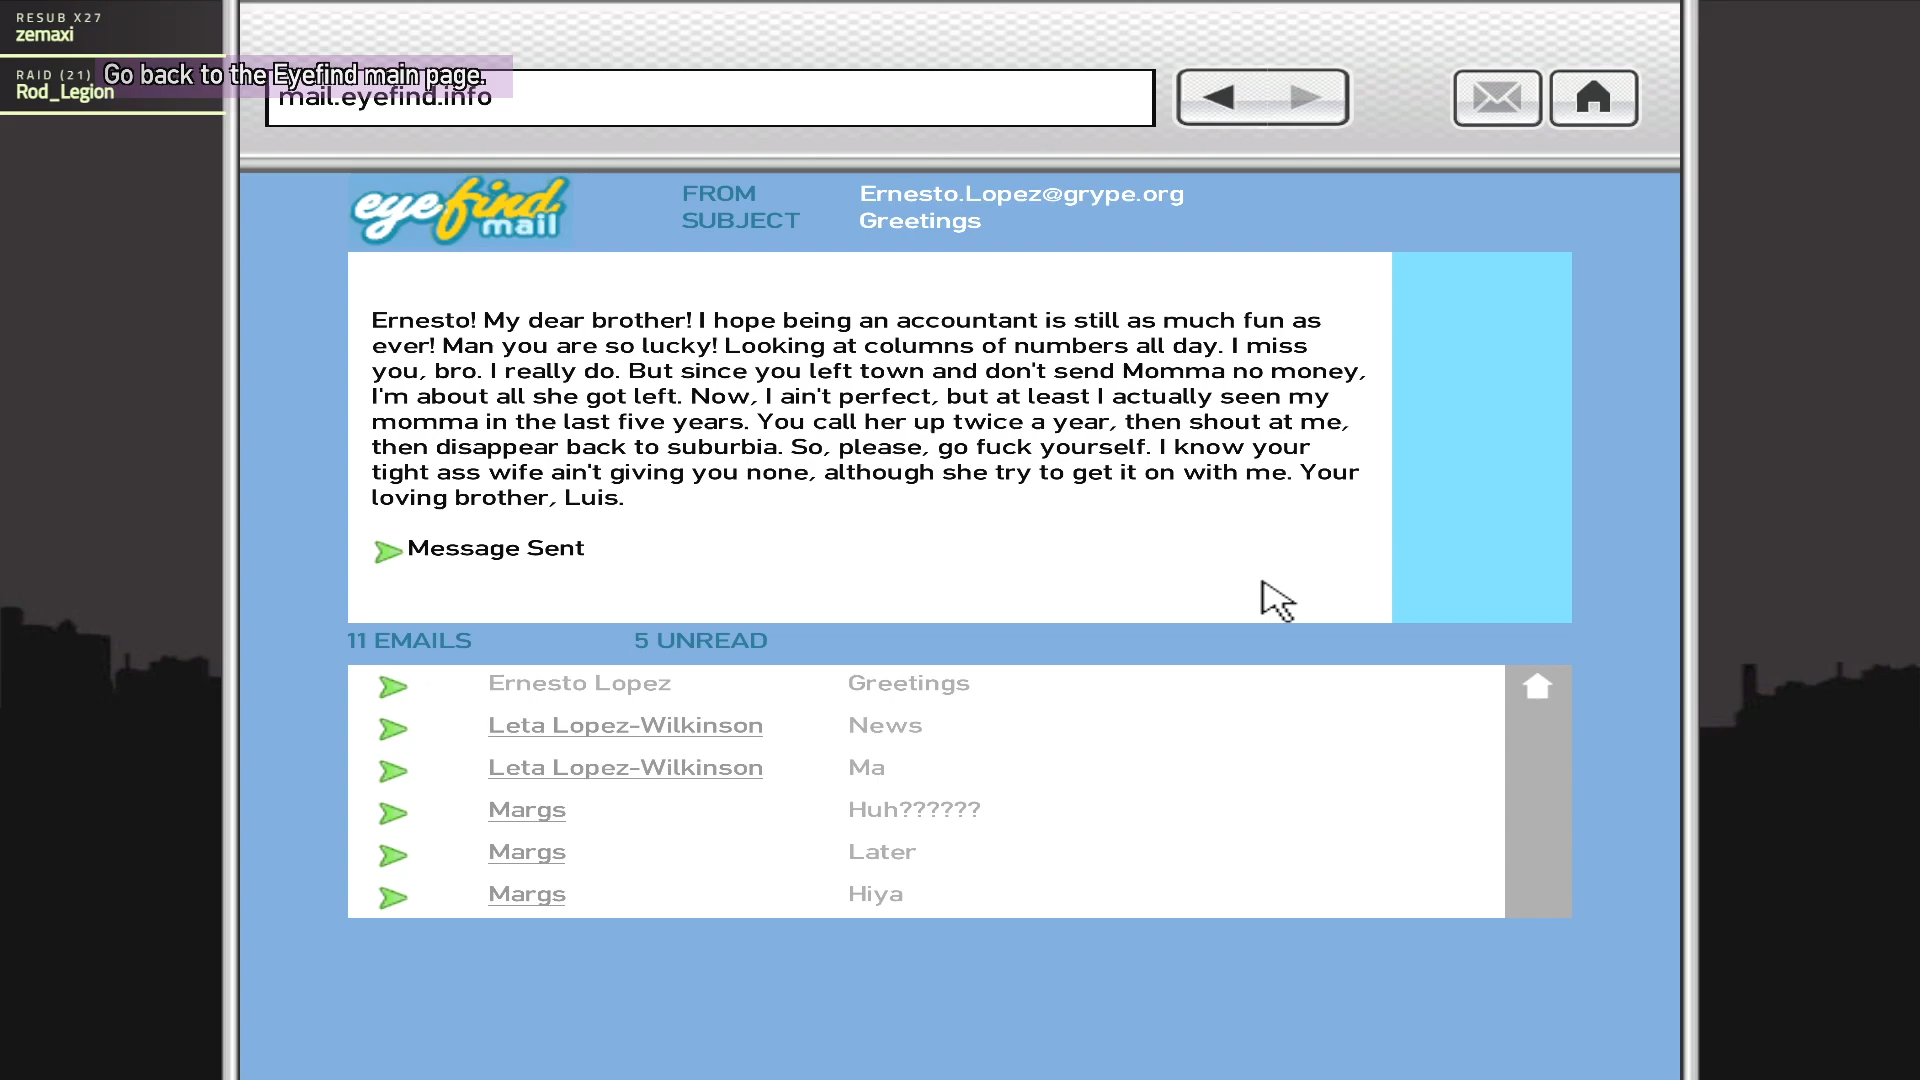 RESUB X27
zemaxi
RAID (21)
Rod_Legion
Go back to the Eyefind main page.
mail.eyefind.info
eyefind
mail
FROM Ernesto.Lopez@grype.org
SUBJECT Greetings
Ernesto! My dear brother! I hope being an accountant is still as much fun as
ever! Man you are so lucky! Looking at columns of numbers all day. I miss
you, bro. I really do. But since you left town and don't send Momma no money,
I'm about all she got left. Now, I ain't perfect, but at least I actually seen my
momma in the last five years. You call her up twice a year, then shout at me,
then disappear back to suburbia. So, please, go fuck yourself. I know your
tight ass wife ain't giving you none, although she try to get it on with me. Your
loving brother, Luis.
Message Sent
11 EMAILS 5 UNREAD
Ernesto Lopez Greetings
Leta Lopez-Wilkinson News
Leta Lopez-Wilkinson Ma
Margs Huh??????
Margs Later
Margs Hiya